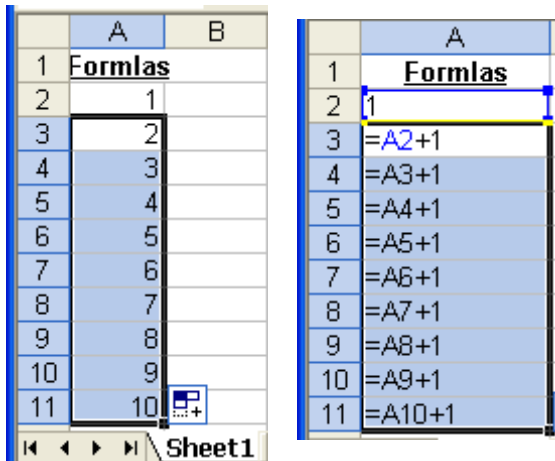 A B
1 Formlas
2 1
3 2
4 3
5 4
6 5
7 6
8 7
9 8
10 9
11 10
Sheet1
A
1 Formlas
2 1
3 =A2+1
4 =A3+1
5 =A4+1
6 =A5+1
7 =A6+1
8 =A7+1
9 =A8+1
10 =A9+1
11 =A10+1